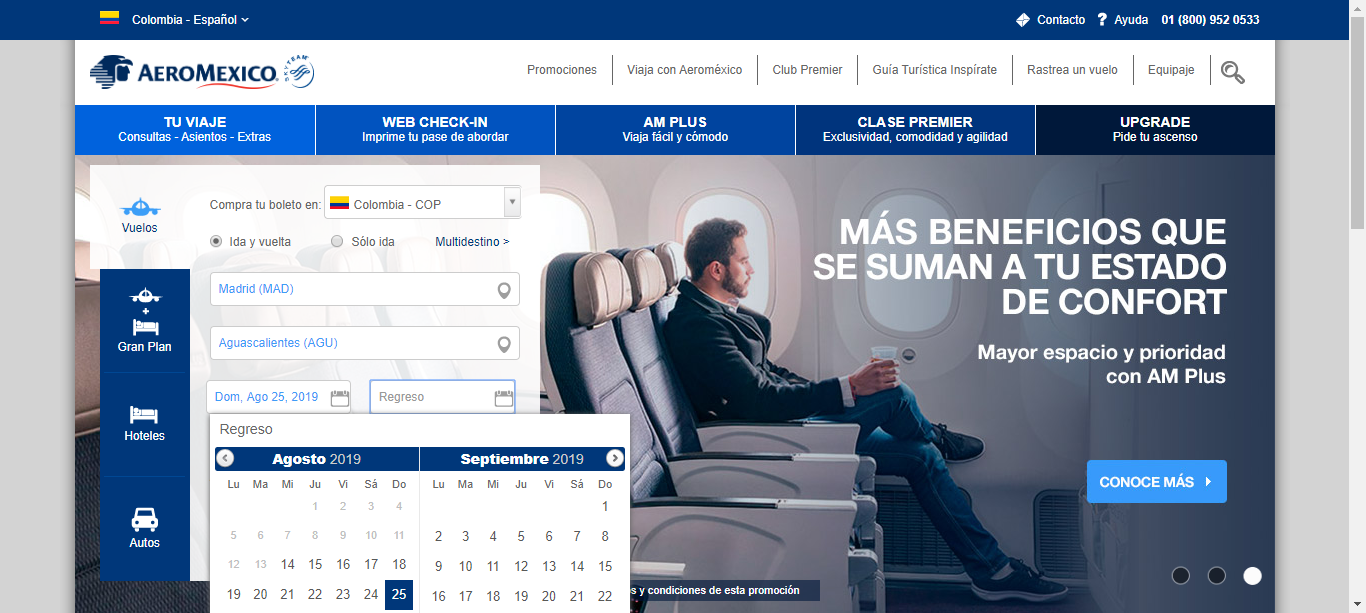 Colombia - Español
Contacto
Ayuda
01 (800) 952 0533
AEROMEXICO
SKYTEAM
Promociones
Viaja con Aeroméxico
Club Premier
Guía Turística Inspírate
Rastrea un vuelo
Equipaje
TU VIAJE
Consultas - Asientos - Extras
WEB CHECK-IN
Imprime tu pase de abordar
AM PLUS
Viaja fácil y cómodo
CLASE PREMIER
Exclusividad, comodidad y agilidad
UPGRADE
Pide tu ascenso
Vuelos
+
Gran Plan
Hoteles
Autos
Compra tu boleto en:
Colombia - COP
Ida y vuelta
Sólo ida
Multidestino >
Madrid (MAD)
Aguascalientes (AGU)
Dom, Ago 25, 2019
Regreso
Regreso
Agosto 2019
Lu Ma Mi Ju Vi Sá Do
1 2 3 4
5 6 7 8 9 10 11
12 13 14 15 16 17 18
19 20 21 22 23 24 25
Septiembre 2019
Lu Ma Mi Ju Vi Sá Do
1
2 3 4 5 6 7 8
9 10 11 12 13 14 15
16 17 18 19 20 21 22
MÁS BENEFICIOS QUE
SE SUMAN A TU ESTADO
DE CONFORT
Mayor espacio y prioridad
con AM Plus
CONOCE MÁS
s y condiciones de esta promoción